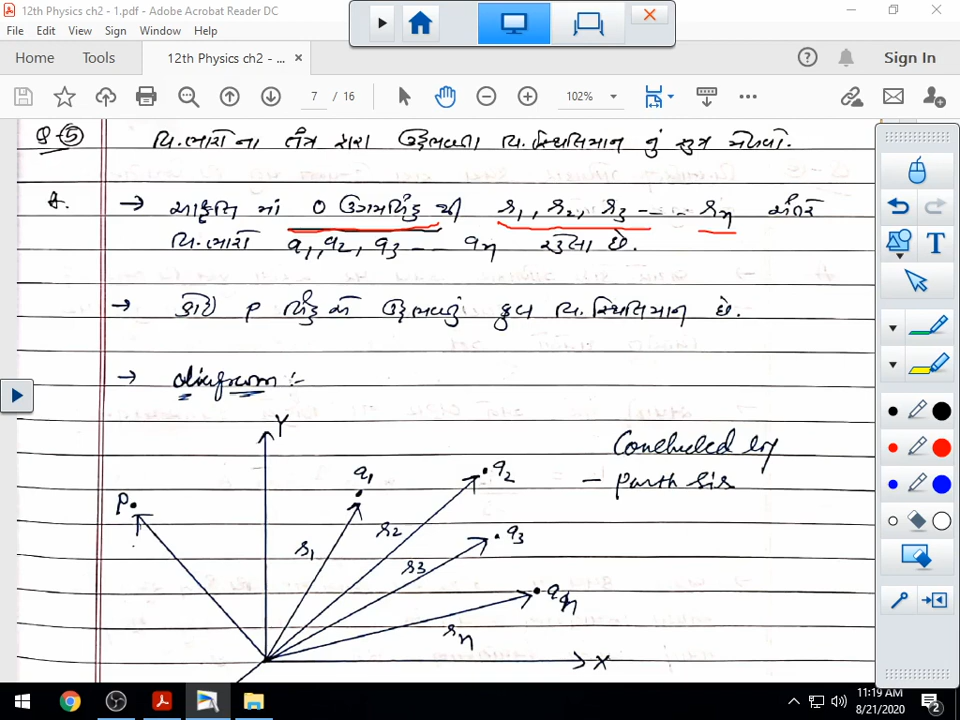 12th Physics ch2 - 1.pdf - Adobe Acrobat Reader DC
File Edit View Sign Window Help
Home Tools 12th Physics ch2 - ... × Sign In
7 / 16 102%
Q-5 વિ.ભારોના તંત્ર દ્વારા ઉદ્ભવતા વિ.સ્થિતિમાન નું સુત્ર મેળવો.
A. → આકૃતિ માં O ઉગમબિંદુ થી r1, r2, r3 --- rn અંતરે
વિ.ભારો q1, q2, q3 -- qn રહેલા છે.
→ કોઈ P બિંદુ એ ઉદ્ભવતું કુલ વિ.સ્થિતિમાન છે.
→ diagram :-
Y
Conchuded by
- Parth sir
P q1 q2
r2
r1 q3
r3
qn
rn
X
11:19 AM
8/21/2020
2